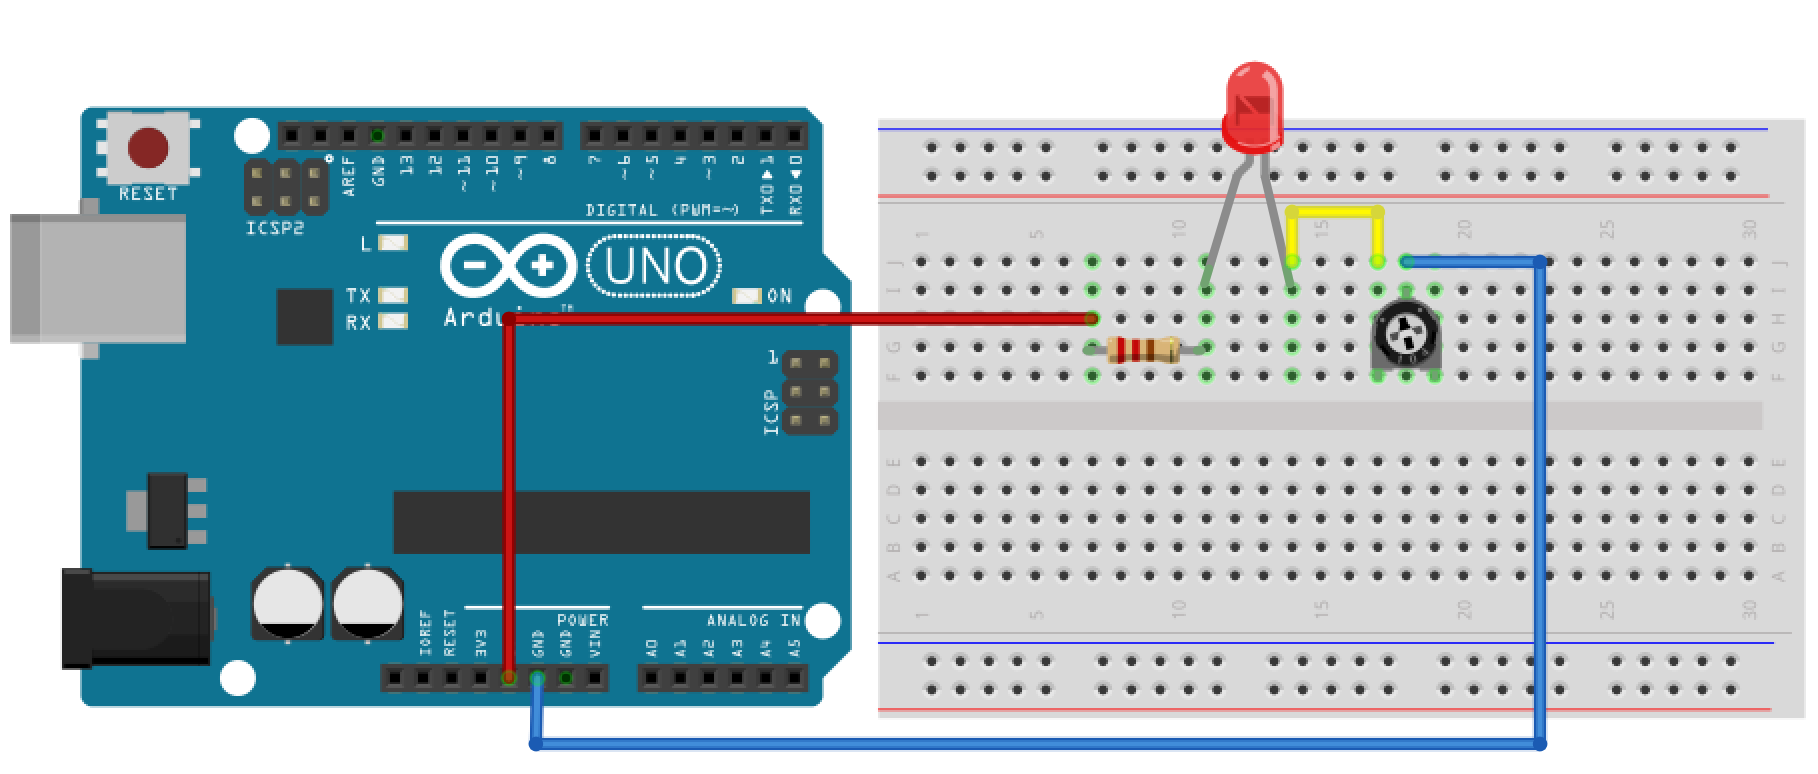 RESET
ICSP2
AREF
GND
13
12
~11
~10
~9
8
7
~6
~5
4
~3
2
TX0▶1
RX0◀0
DIGITAL (PWM=~)
L
TX
RX
UNO
Arduino™
ON
1
ICSP
IOREF
RESET
3V3
GND
GND
VIN
POWER
A0
A1
A2
A3
A4
A5
ANALOG IN
1 5 10 15 20 25 30
J J
I I
H H
G G
F F
104
E E
D D
C C
B B
A A
1 5 10 15 20 25 30